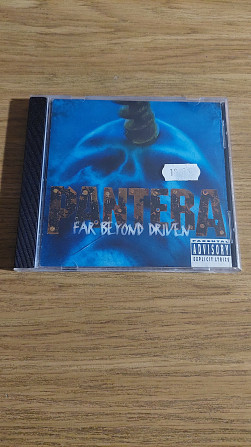 PANTERA
FAR BEYOND DRIVEN
PARENTAL
ADVISORY
EXPLICIT LYRICS